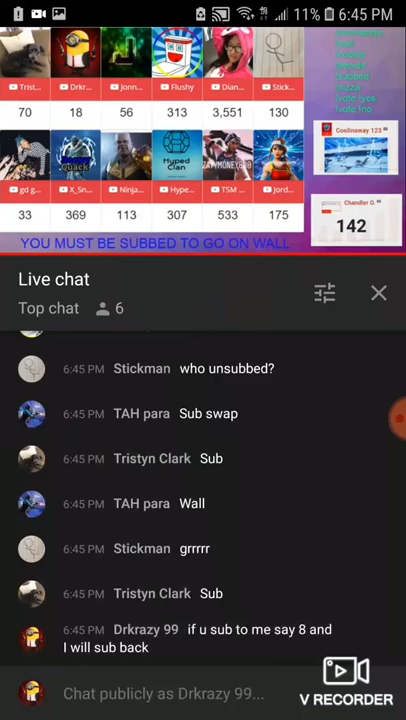 11% 6:45 PM
Trist... Drkr... Jonn... Flushy Dian... Stick...
70 18 56 313 3,551 130
Coolinaway 123
HYPED CLAN
gd g... X_Sn... Ninja... Hype... TSM ... Jord...
33 369 113 307 533 175
Chandler O.
142
YOU MUST BE SUBBED TO GO ON WALL
Live chat
Top chat 6
6:45 PM Stickman who unsubbed?
6:45 PM TAH para Sub swap
6:45 PM Tristyn Clark Sub
6:45 PM TAH para Wall
6:45 PM Stickman grrrrr
6:45 PM Tristyn Clark Sub
6:45 PM Drkrazy 99 if u sub to me say 8 and
I will sub back
Chat publicly as Drkrazy 99...
V RECORDER